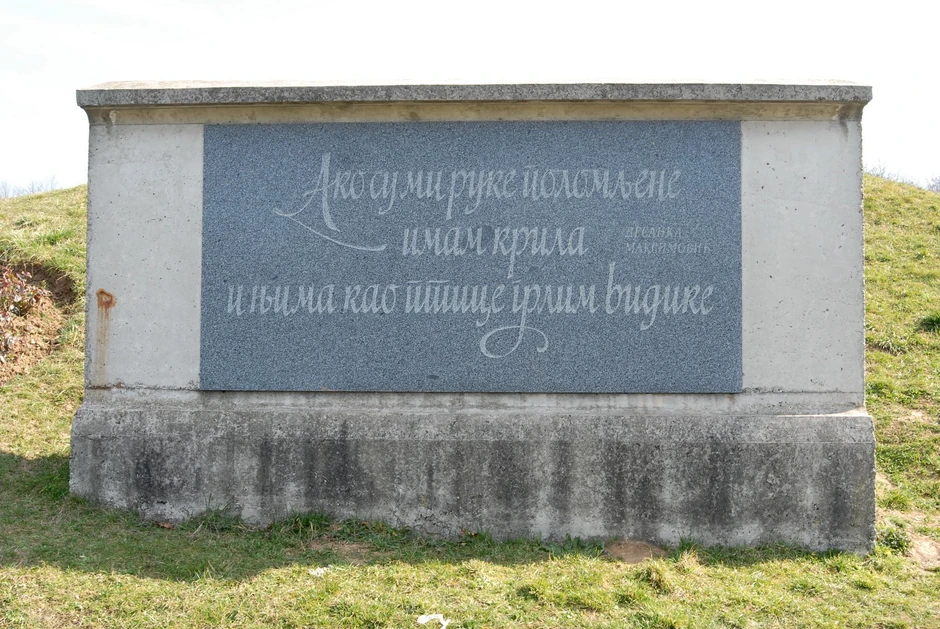 Ако су ми руке поломљене
имам крила
ДЕСАНКА
МАКСИМОВИЋ
и њима као птице грлим видике